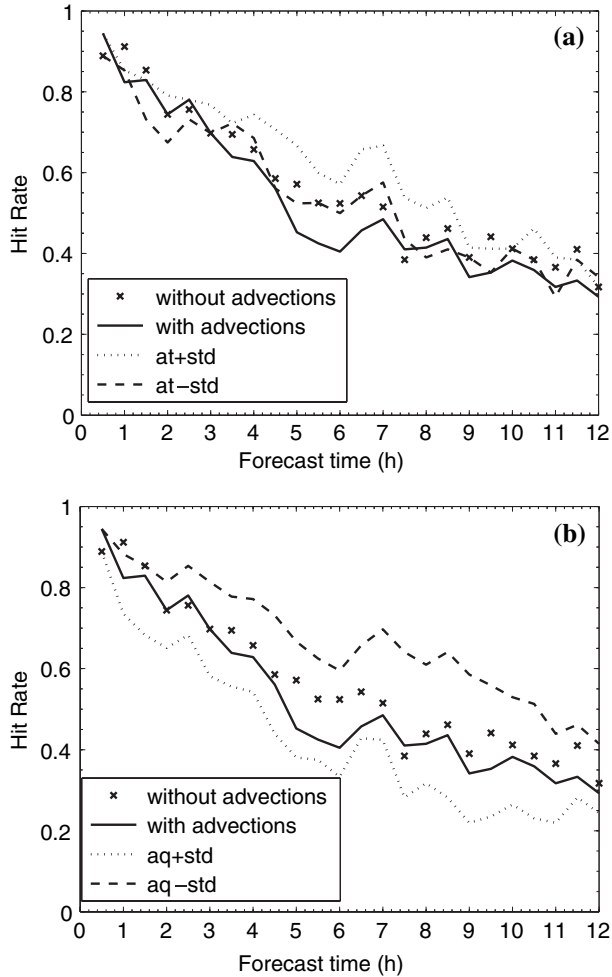 1
(a)
0.8
0.6
0.4
0.2
0
Hit Rate
without advections
with advections
at+std
at−std
0 1 2 3 4 5 6 7 8 9 10 11 12
Forecast time (h)
1
(b)
0.8
0.6
0.4
0.2
0
Hit Rate
without advections
with advections
aq+std
aq−std
0 1 2 3 4 5 6 7 8 9 10 11 12
Forecast time (h)